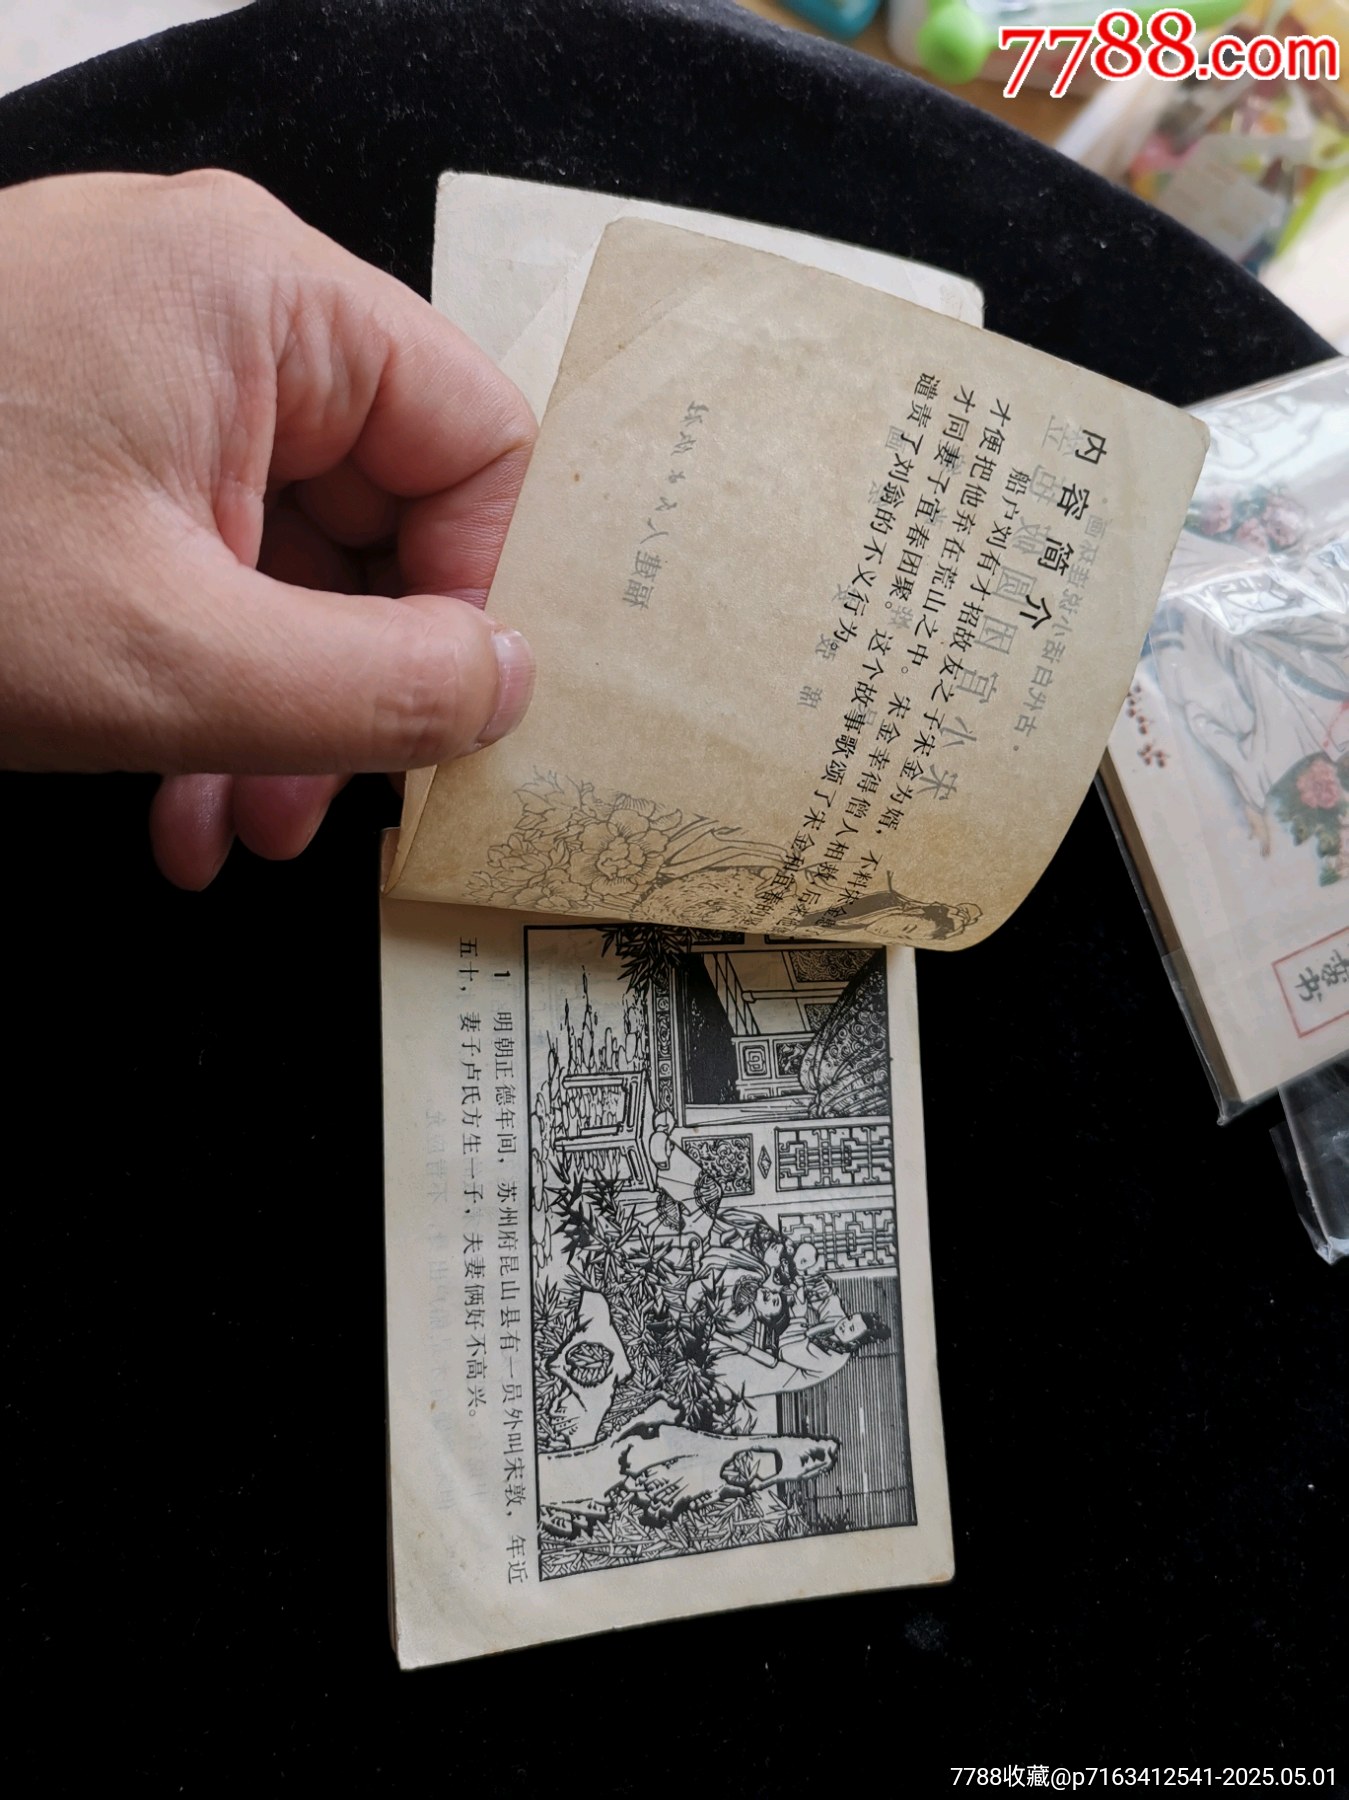 7788.com
内容简介
船户刘有才招故友之子宋金为婿，不料宋金
才便把他弃在荒山之中。宋金幸得僧人相救，后来
才同妻子宜春团聚。这个故事歌颂了宋金和宜春的
谴责了刘翁的不义行为
1 明朝正德年间，苏州府昆山县有一员外叫宋敦，年近
五十，妻子卢氏方生一子，夫妻俩好不高兴。
7788收藏@p7163412541-2025.05.01